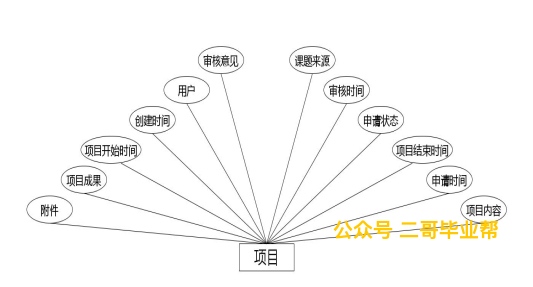 审核意见
课题来源
用户
审核时间
创建时间
申请状态
项目开始时间
项目结束时间
项目成果
申请时间
附件
项目内容
公众号 二哥毕业帮
项目